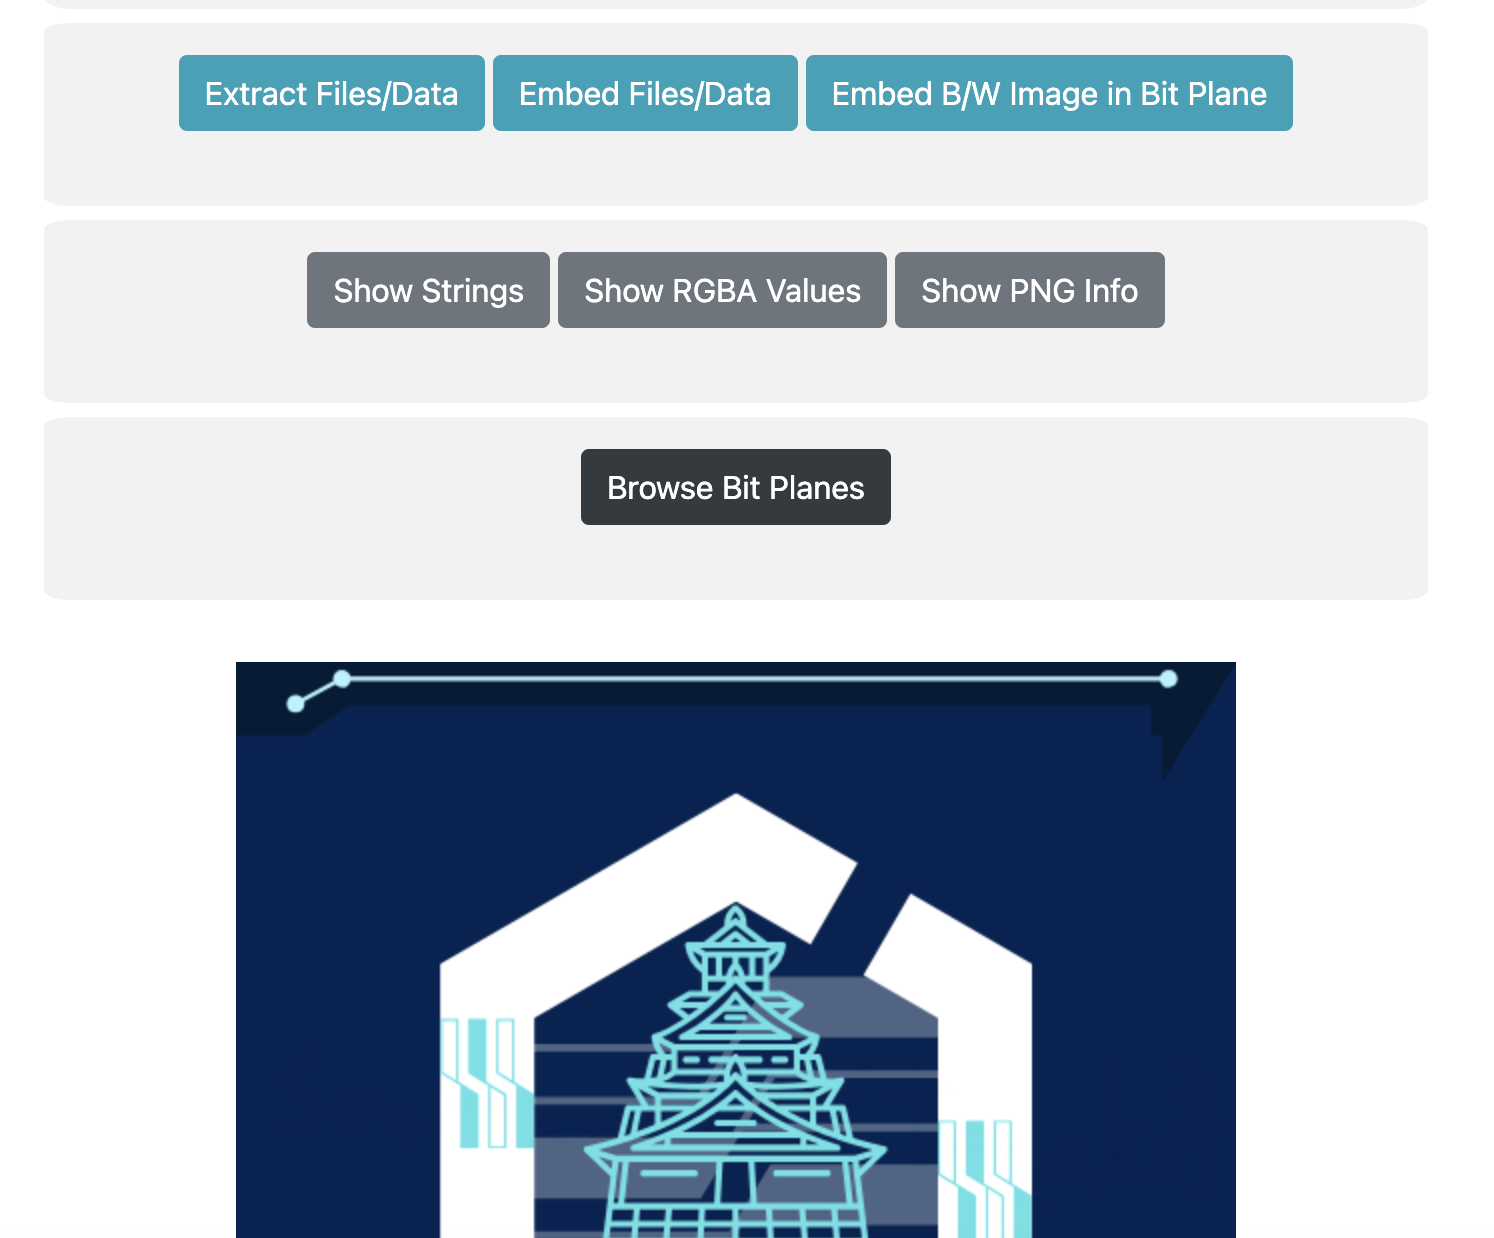 Extract Files/Data Embed Files/Data Embed B/W Image in Bit Plane
Show Strings Show RGBA Values Show PNG Info
Browse Bit Planes